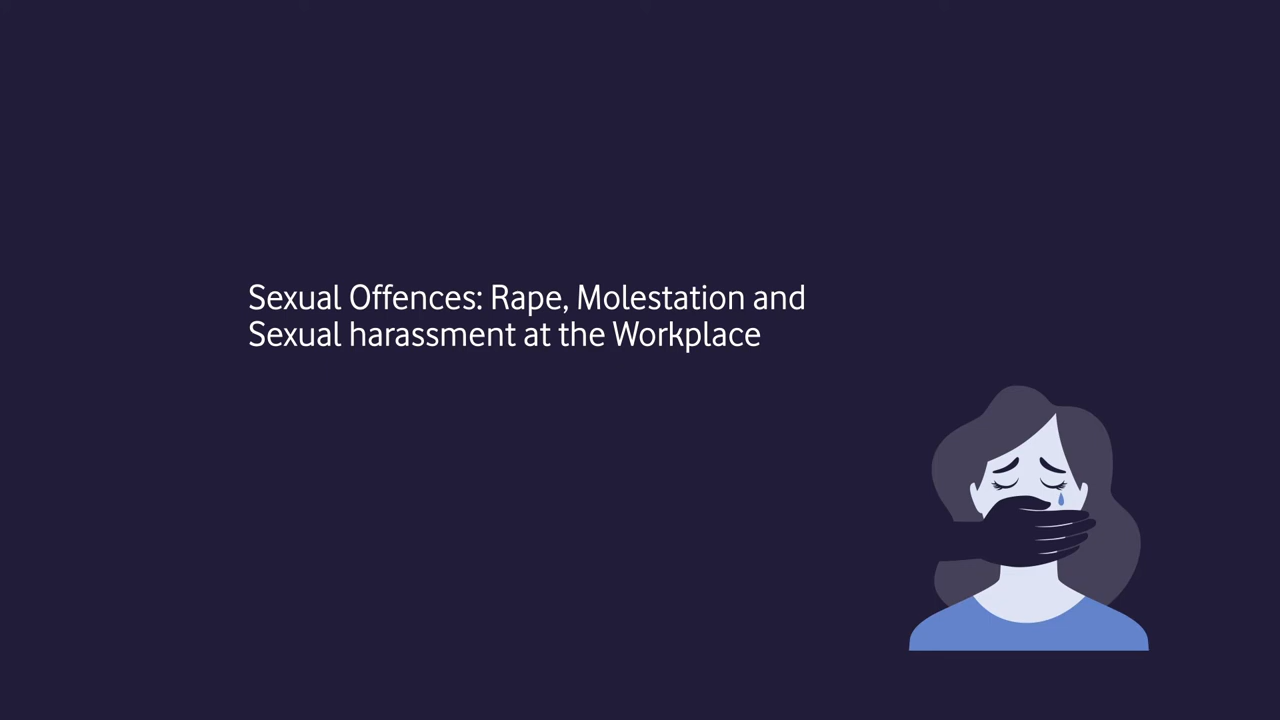 Sexual Offences: Rape, Molestation and
Sexual harassment at the Workplace